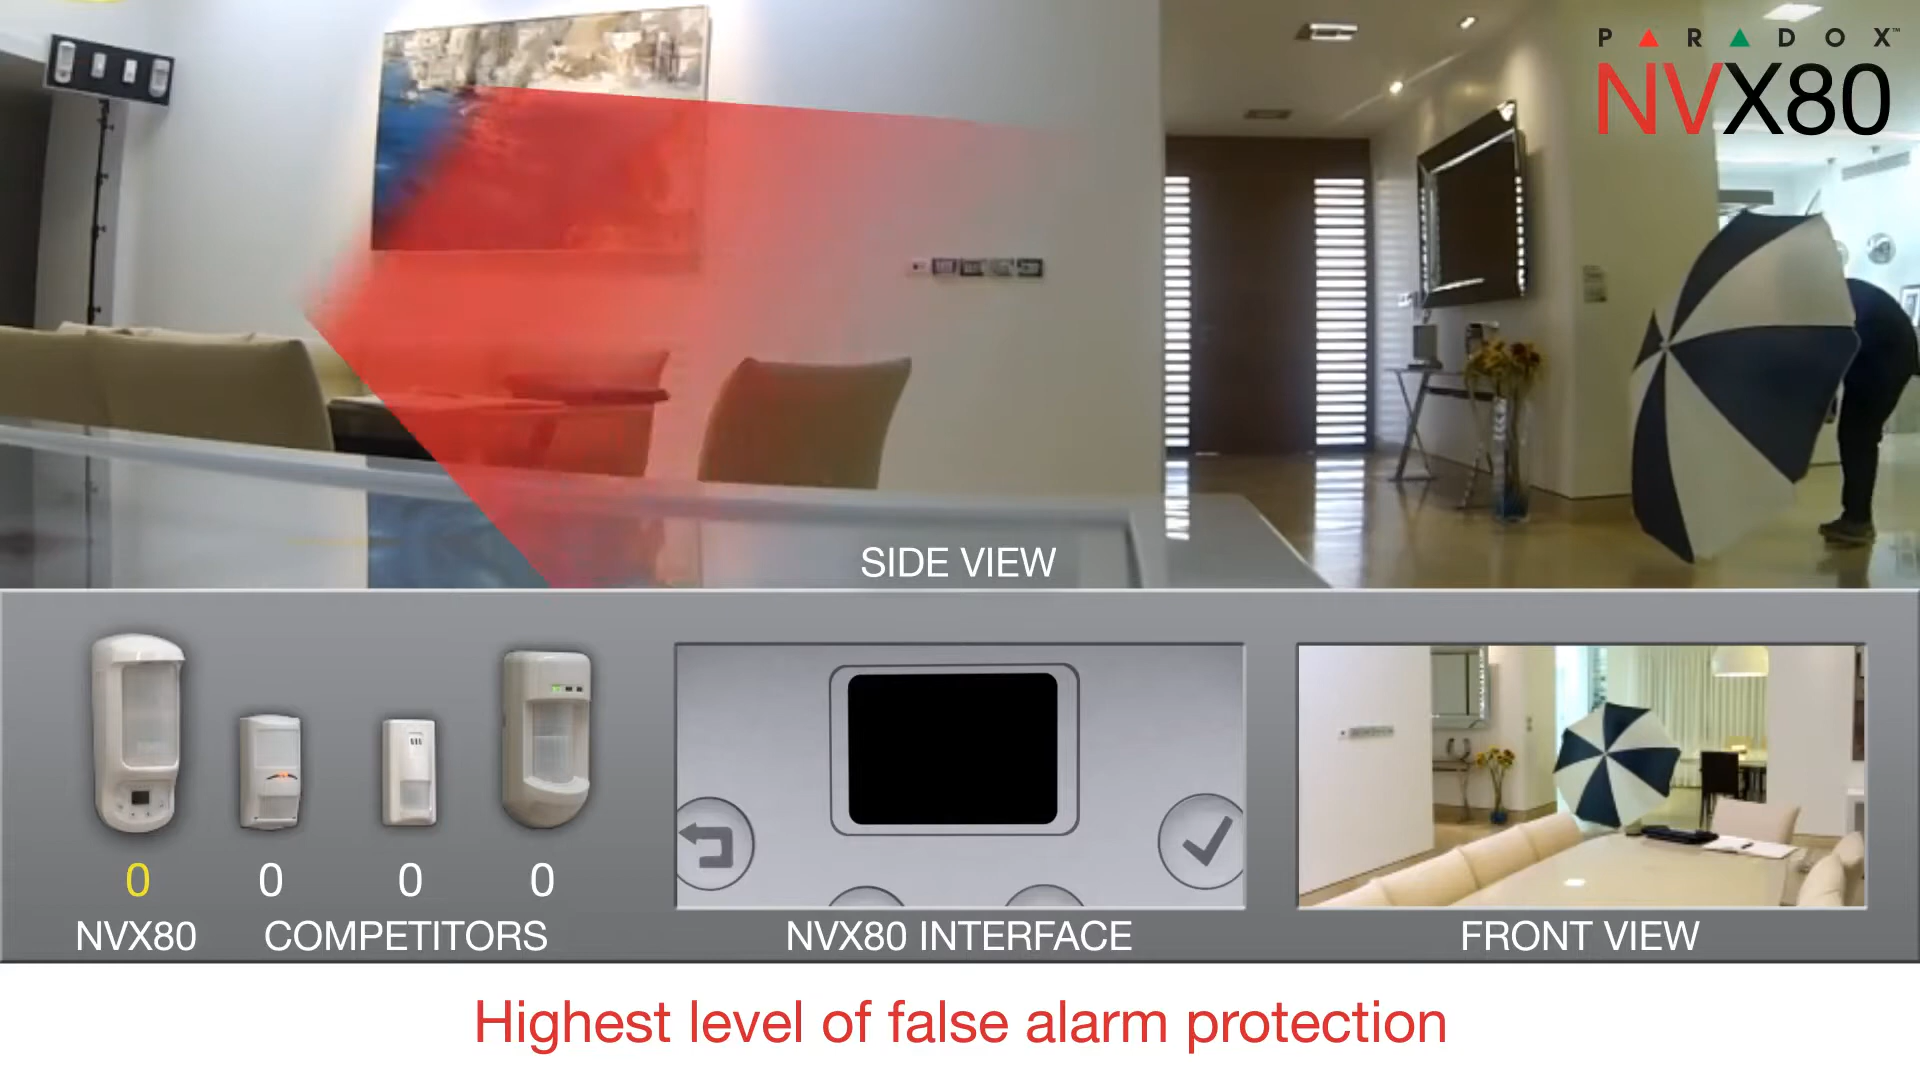 PARADOX™
NVX80
SIDE VIEW
0 0 0 0
NVX80 COMPETITORS
NVX80 INTERFACE
FRONT VIEW
Highest level of false alarm protection